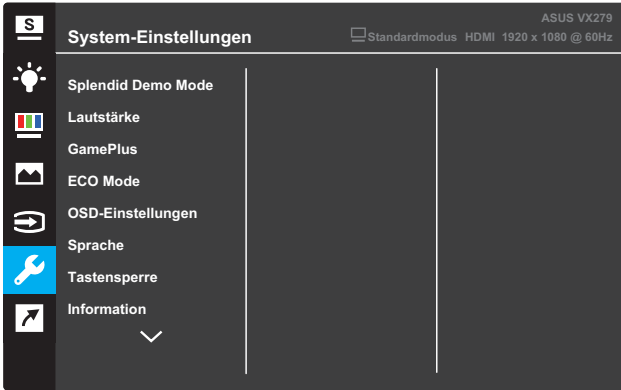 S
ASUS VX279
System-Einstellungen
Standardmodus HDMI 1920 x 1080 @ 60Hz
Splendid Demo Mode
Lautstärke
GamePlus
ECO Mode
OSD-Einstellungen
Sprache
Tastensperre
Information